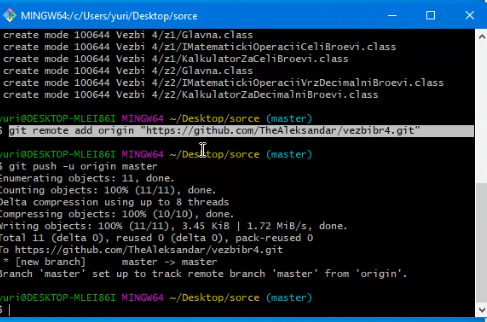 MINGW64:/c/Users/yuri/Desktop/sorce
create mode 100644 Vezbi 4/z1/Glavna.class
create mode 100644 Vezbi 4/z1/IMatematickiOperaciiCeliBroevi.class
create mode 100644 Vezbi 4/z1/KalkulatorZaCeliBroevi.class
create mode 100644 Vezbi 4/z2/Glavna.class
create mode 100644 Vezbi 4/z2/IMatematickiOperaciiVrzDecimalniBroevi.class
create mode 100644 Vezbi 4/z2/KalkulatorZaDecimalniBroevi.class
yuri@DESKTOP-MLEI86I MINGW64 ~/Desktop/sorce (master)
$ git remote add origin "https://github.com/TheAleksandar/vezbibr4.git"
yuri@DESKTOP-MLEI86I MINGW64 ~/Desktop/sorce (master)
$ git push -u origin master
Enumerating objects: 11, done.
Counting objects: 100% (11/11), done.
Delta compression using up to 8 threads
Compressing objects: 100% (10/10), done.
Writing objects: 100% (11/11), 3.45 KiB | 1.72 MiB/s, done.
Total 11 (delta 0), reused 0 (delta 0), pack-reused 0
To https://github.com/TheAleksandar/vezbibr4.git
* [new branch] master -> master
Branch 'master' set up to track remote branch 'master' from 'origin'.
yuri@DESKTOP-MLEI86I MINGW64 ~/Desktop/sorce (master)
$